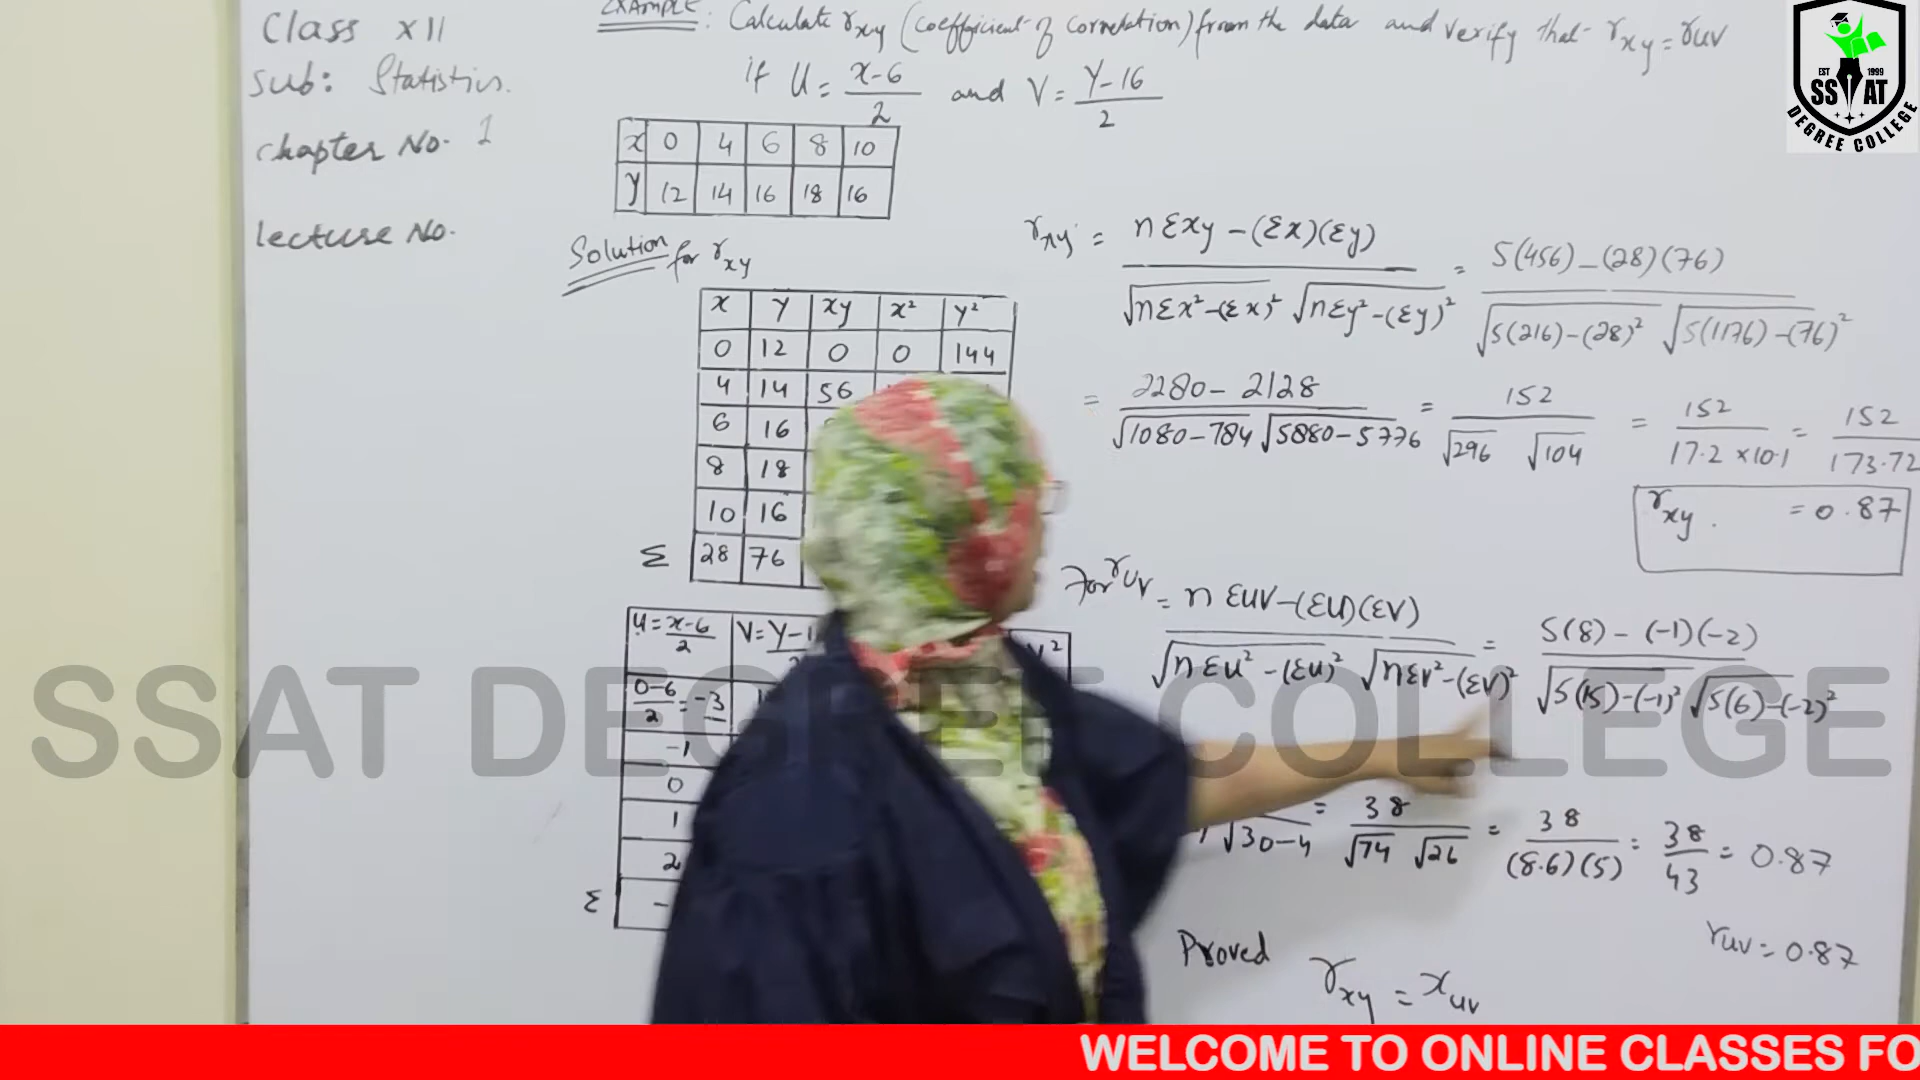 Class XII
Sub: Statistics.
chapter No. 1
lecture No.
EXAMPLE: Calculate rxy (coefficient of correlation) from the data and verify that rxy = ruv
if U = x-6/2 and V = Y-16/2
x 0 4 6 8 10
y 12 14 16 18 16
Solution for rxy
x y xy x² y²
0 12 0 0 144
4 14 56
6 16
8 18
10 16
Σ 28 76
rxy = nΣxy - (Σx)(Σy) / √nΣx²-(Σx)² √nΣy²-(Σy)² = 5(456) - (28)(76) / √5(216)-(28)² √5(1176)-(76)²
= 2280 - 2128 / √1080-784 √5880-5776 = 152 / √296 √104 = 152 / 17.2 × 10.1 = 152 / 173.72
rxy. = 0.87
U = x-6/2 V = Y-1
0-6/2 = -3
-1
0
1
2
Σ -
For ruv = nΣUV - (ΣU)(ΣV) / √nΣU² - (ΣU)² √nΣV² - (ΣV)² = 5(8) - (-1)(-2) / √5(15)-(-1)² √5(6)-(-2)²
√30-4 = 38 / √74 √26 = 38 / (8.6)(5) = 38 / 43 = 0.87
ruv = 0.87
Proved rxy = xuv
EST 1999
SSAT
DEGREE COLLEGE
SSAT DEGREE COLLEGE
WELCOME TO ONLINE CLASSES FO